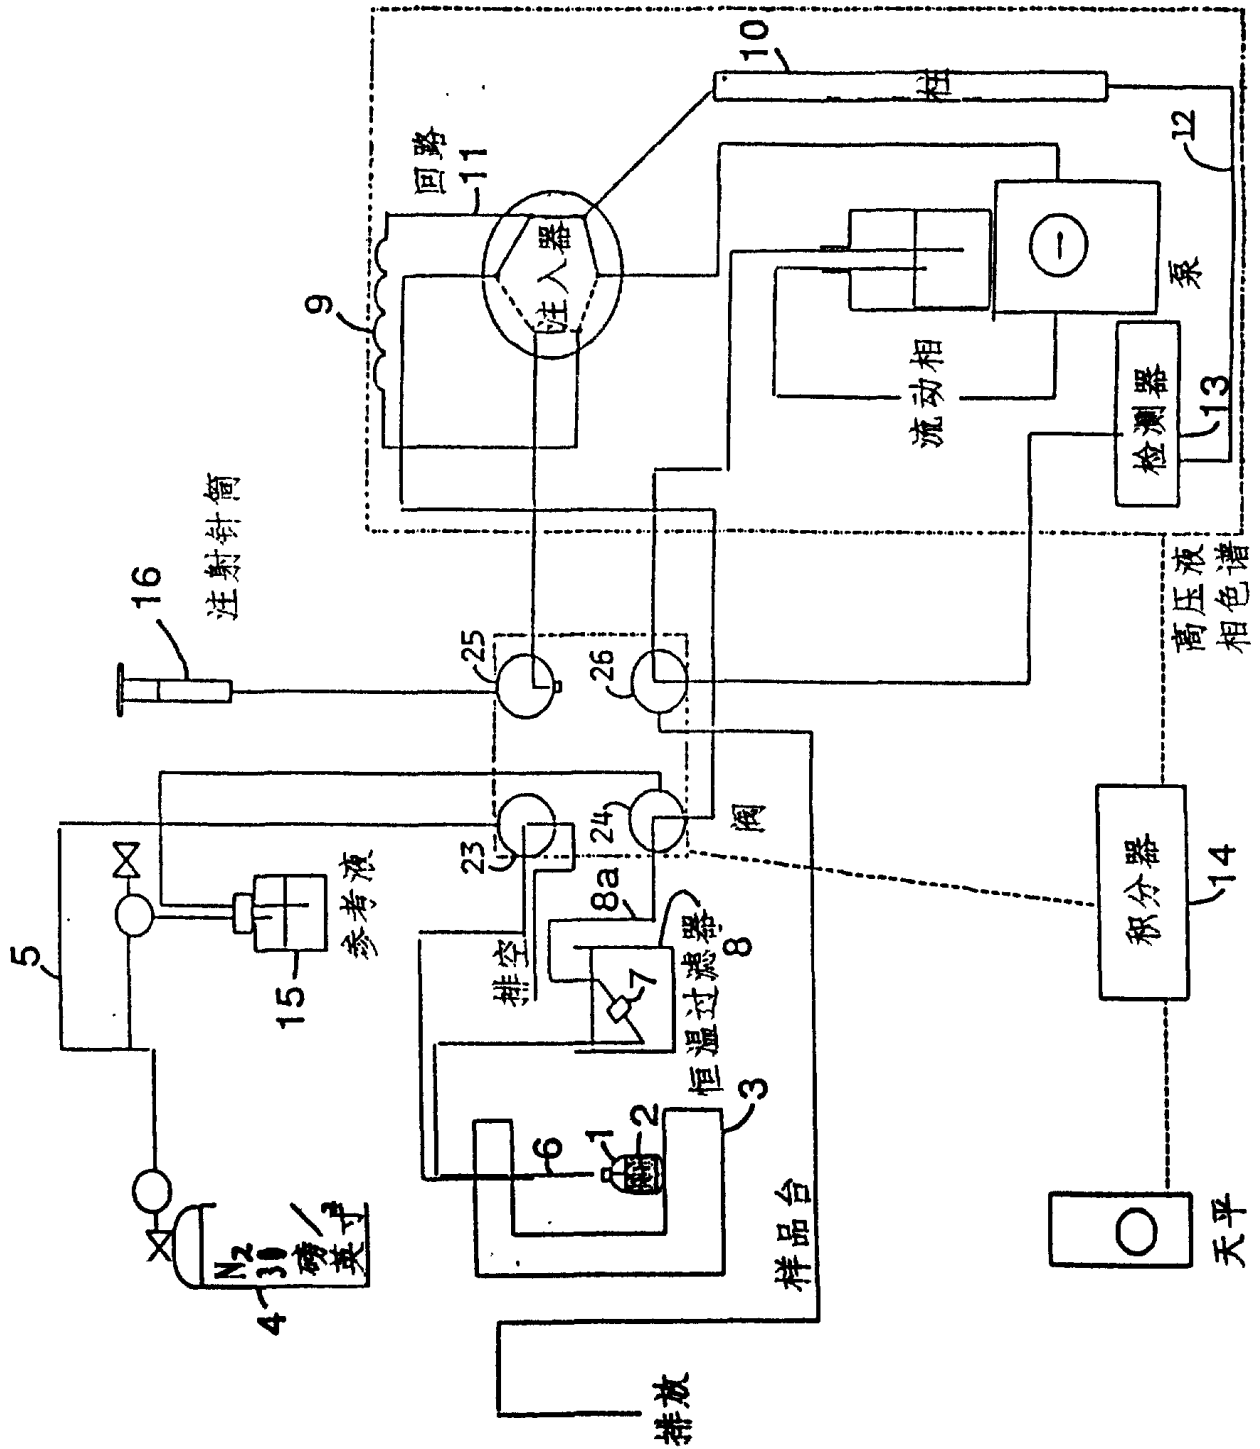 5
N2
30
磅/
英寸
4
15
参考液
16
注射针筒
9
回路
11
10
柱
注入器
25
26
23
24
阀
排空
8a
7
恒温过滤器
8
6
1
2
3
样品台
排放
流动相
泵
12
检测器
13
高压液
相色谱
积分器
14
天平